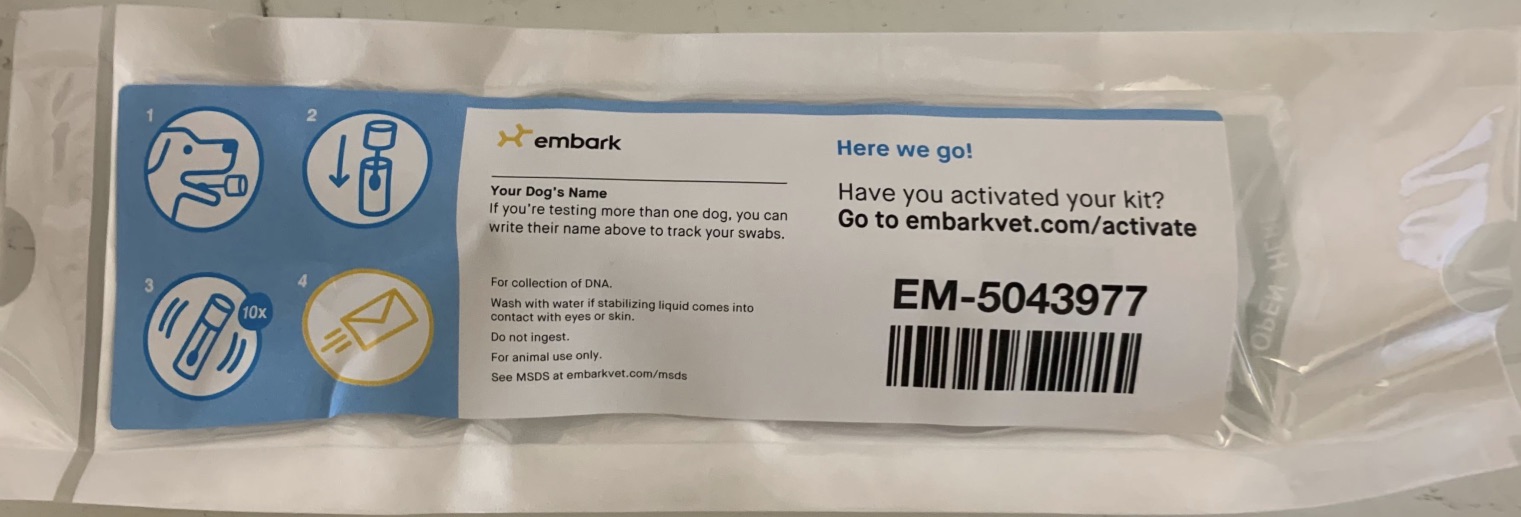 1
2
3
10x
4
embark
Your Dog's Name
If you're testing more than one dog, you can
write their name above to track your swabs.
For collection of DNA.
Wash with water if stabilizing liquid comes into
contact with eyes or skin.
Do not ingest.
For animal use only.
See MSDS at embarkvet.com/msds
Here we go!
Have you activated your kit?
Go to embarkvet.com/activate
EM-5043977
OPEN HERE